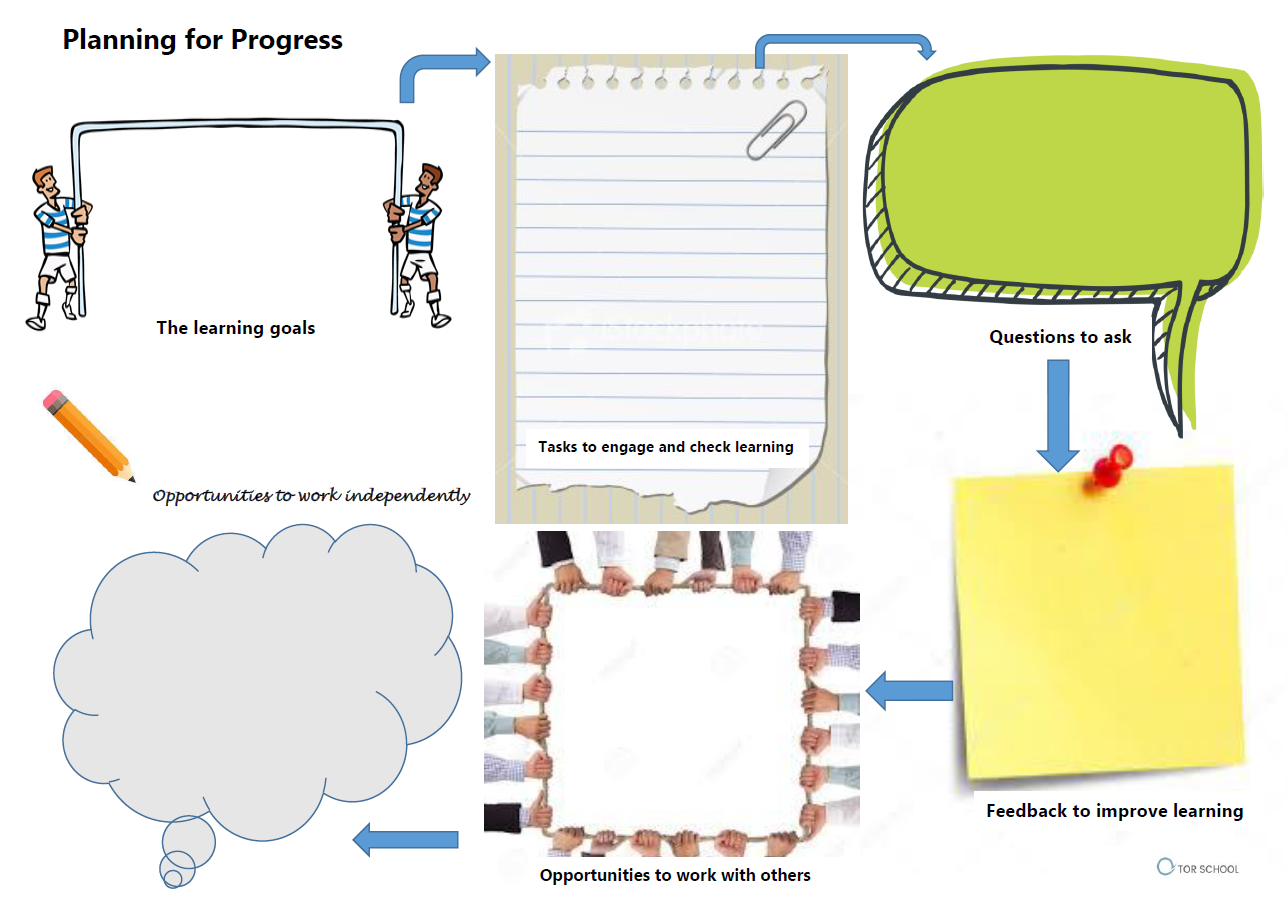 Planning for Progress
The learning goals
iStockphoto
Tasks to engage and check learning
Questions to ask
Feedback to improve learning
Opportunities to work with others
Opportunities to work independently
TOR SCHOOL